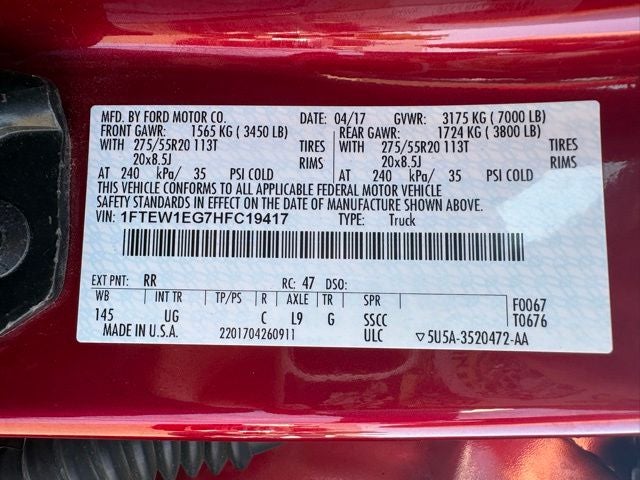 MFD. BY FORD MOTOR CO. DATE: 04/17 GVWR: 3175 KG ( 7000 LB)
FRONT GAWR: 1565 KG ( 3450 LB) REAR GAWR: 1724 KG ( 3800 LB)
WITH 275/55R20 113T TIRES WITH 275/55R20 113T TIRES
20x8.5J RIMS 20x8.5J RIMS
AT 240 kPa/ 35 PSI COLD AT 240 kPa/ 35 PSI COLD
THIS VEHICLE CONFORMS TO ALL APPLICABLE FEDERAL MOTOR VEHICLE
SAFETY STANDARDS IN EFFECT ON THE DATE OF MANUFACTURE SHOWN ABOVE.
VIN: 1FTEW1EG7HFC19417 TYPE: Truck
EXT PNT: RR RC: 47 DSO:
WB INT TR TP/PS R AXLE TR SPR F0067
145 UG C L9 G SSCC T0676
MADE IN U.S.A. 2201704260911 ULC ▽5U5A-3520472-AA